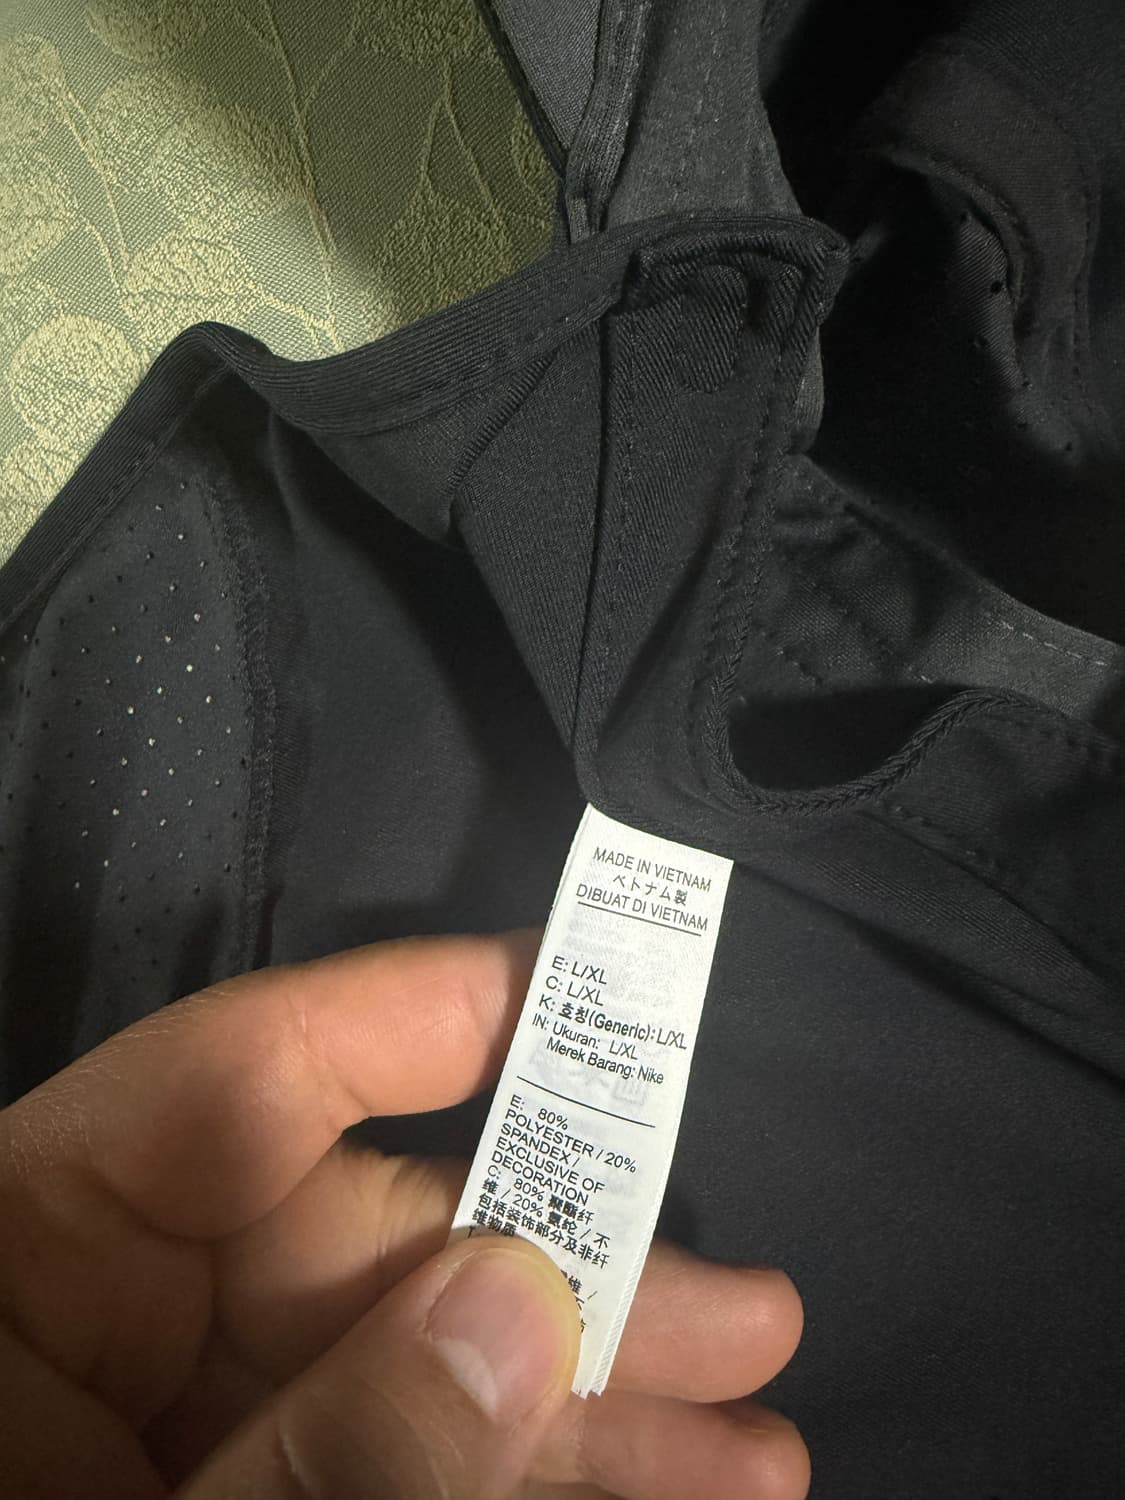 MADE IN VIETNAM
ベトナム製
DIBUAT DI VIETNAM
E: L/XL
C: L/XL
K: 호칭(Generic): L/XL
IN: Ukuran: L/XL
Merek Barang: Nike
E: 80%
POLYESTER / 20%
SPANDEX /
EXCLUSIVE OF
DECORATION
C: 80% 聚酯纤
维 / 20% 氨纶 / 不
包括装饰部分及非纤
维物质
维 /